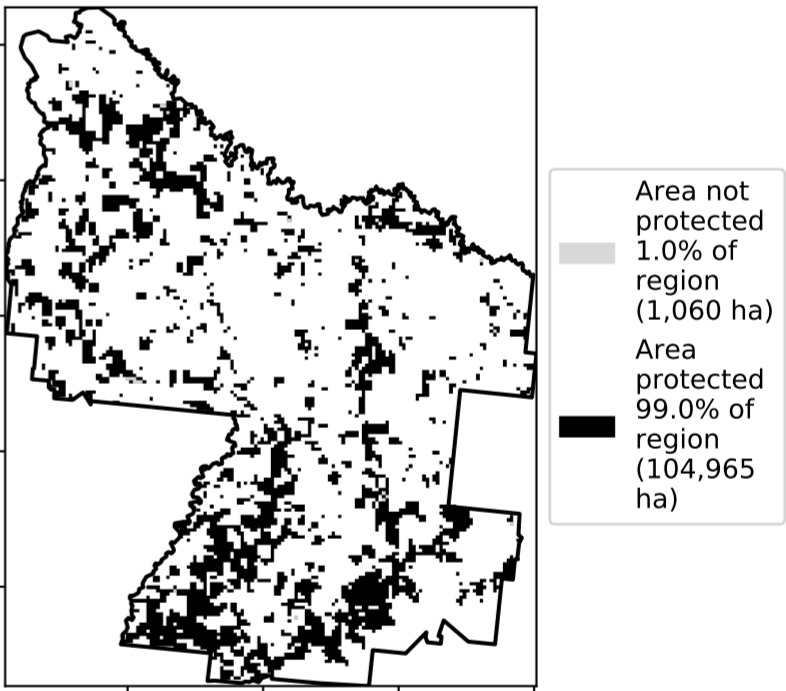 Area not
protected
1.0% of
region
(1,060 ha)
Area
protected
99.0% of
region
(104,965
ha)